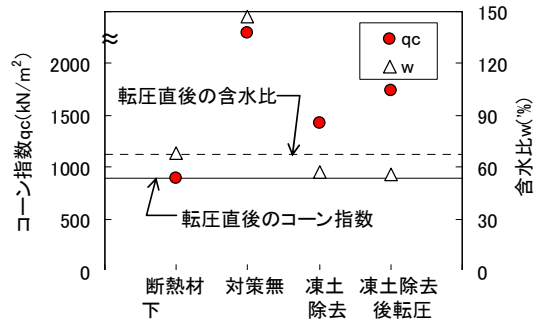 コーン指数qc(kN/m²)
2000
1500
1000
500
0
150
120
90
60
30
0
含水比w(%)
qc
w
転圧直後の含水比
転圧直後のコーン指数
断熱材
下
対策無
凍土
除去
凍土除去
後転圧